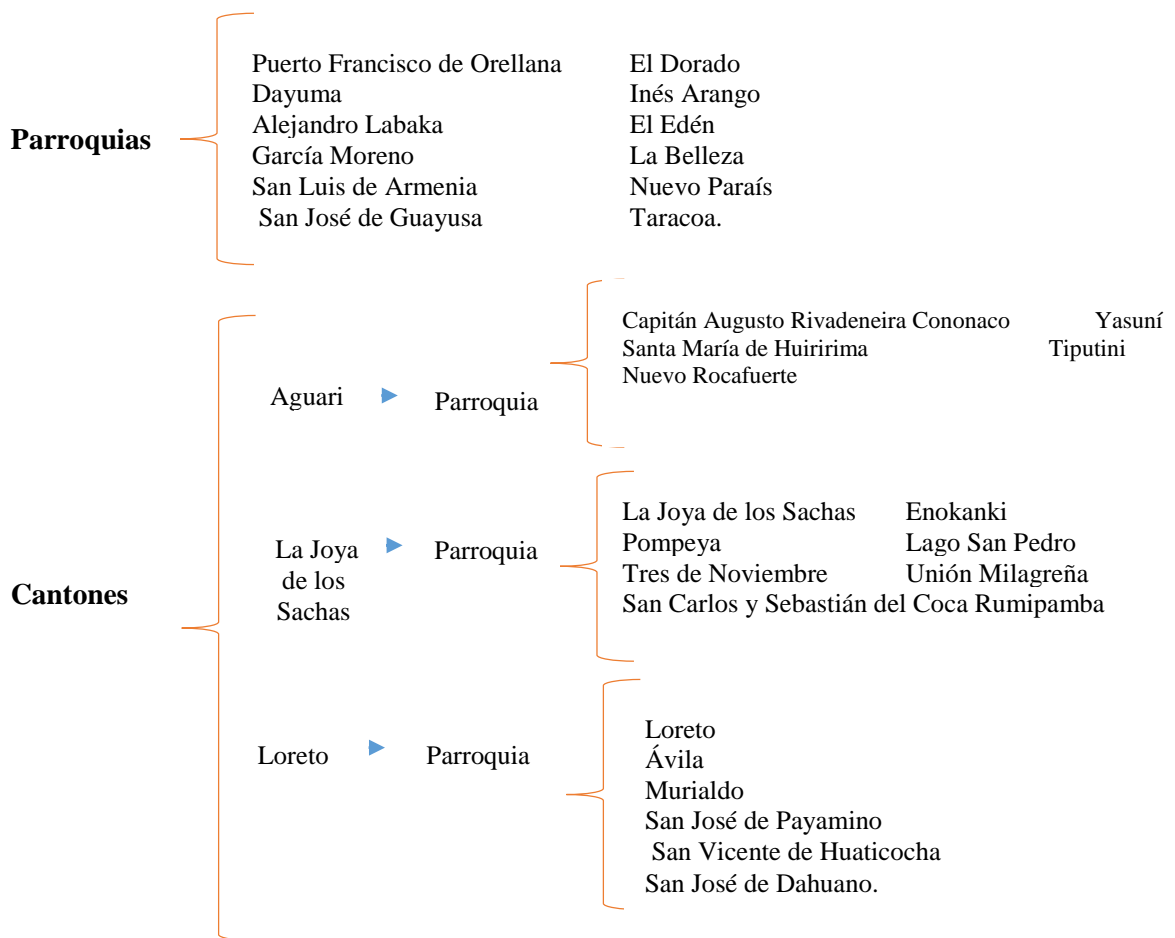 Parroquias
Puerto Francisco de Orellana
Dayuma
Alejandro Labaka
García Moreno
San Luis de Armenia
San José de Guayusa
El Dorado
Inés Arango
El Edén
La Belleza
Nuevo Paraís
Taracoa.
Cantones
Aguari
Parroquia
Capitán Augusto Rivadeneira Cononaco Yasuní
Santa María de Huiririma Tiputini
Nuevo Rocafuerte
La Joya
de los
Sachas
Parroquia
La Joya de los Sachas Enokanki
Pompeya Lago San Pedro
Tres de Noviembre Unión Milagreña
San Carlos y Sebastián del Coca Rumipamba
Loreto
Parroquia
Loreto
Ávila
Murialdo
San José de Payamino
San Vicente de Huaticocha
San José de Dahuano.